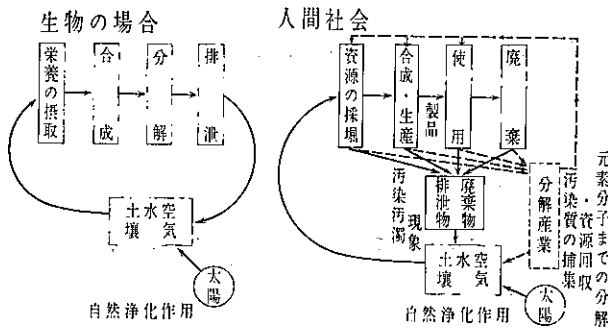 生物の場合
栄養の摂取
合成
分解
排泄
土壌
水
空気
太陽
自然浄化作用
人間社会
資源の採掘
合成・生産
製品
使用
廃棄
排泄物
廃棄物
汚染汚濁
現象
分解産業
汚染質の捕集
・資源回収
元素分子までの分解
土壌
水
空気
太陽
自然浄化作用